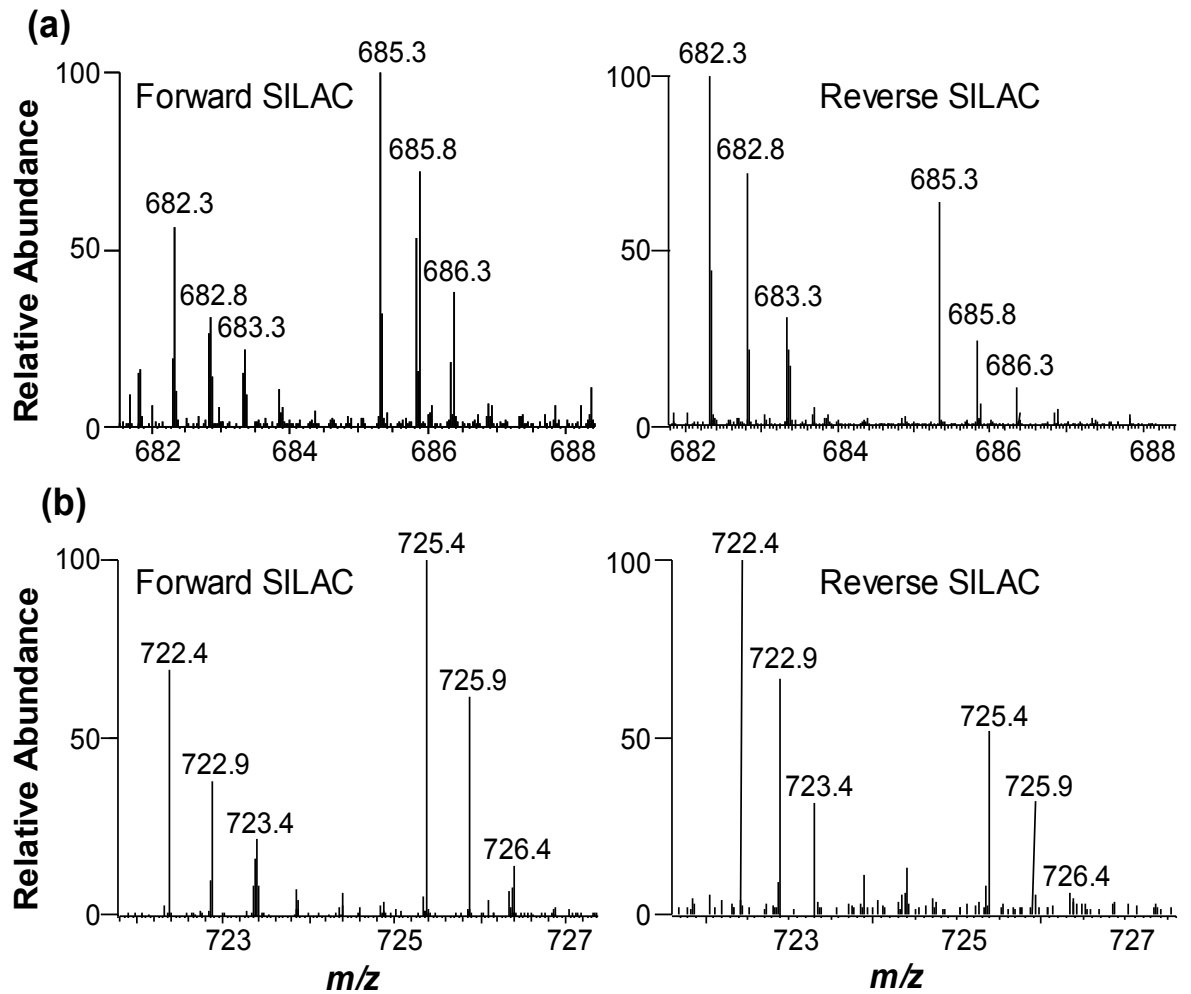 (a)
Relative Abundance
Forward SILAC
100
50
0
682.3
682.8
683.3
685.3
685.8
686.3
682 684 686 688
Reverse SILAC
100
50
0
682.3
682.8
683.3
685.3
685.8
686.3
682 684 686 688
(b)
Relative Abundance
Forward SILAC
100
50
0
722.4
722.9
723.4
725.4
725.9
726.4
723 725 727
m/z
Reverse SILAC
100
50
0
722.4
722.9
723.4
725.4
725.9
726.4
723 725 727
m/z